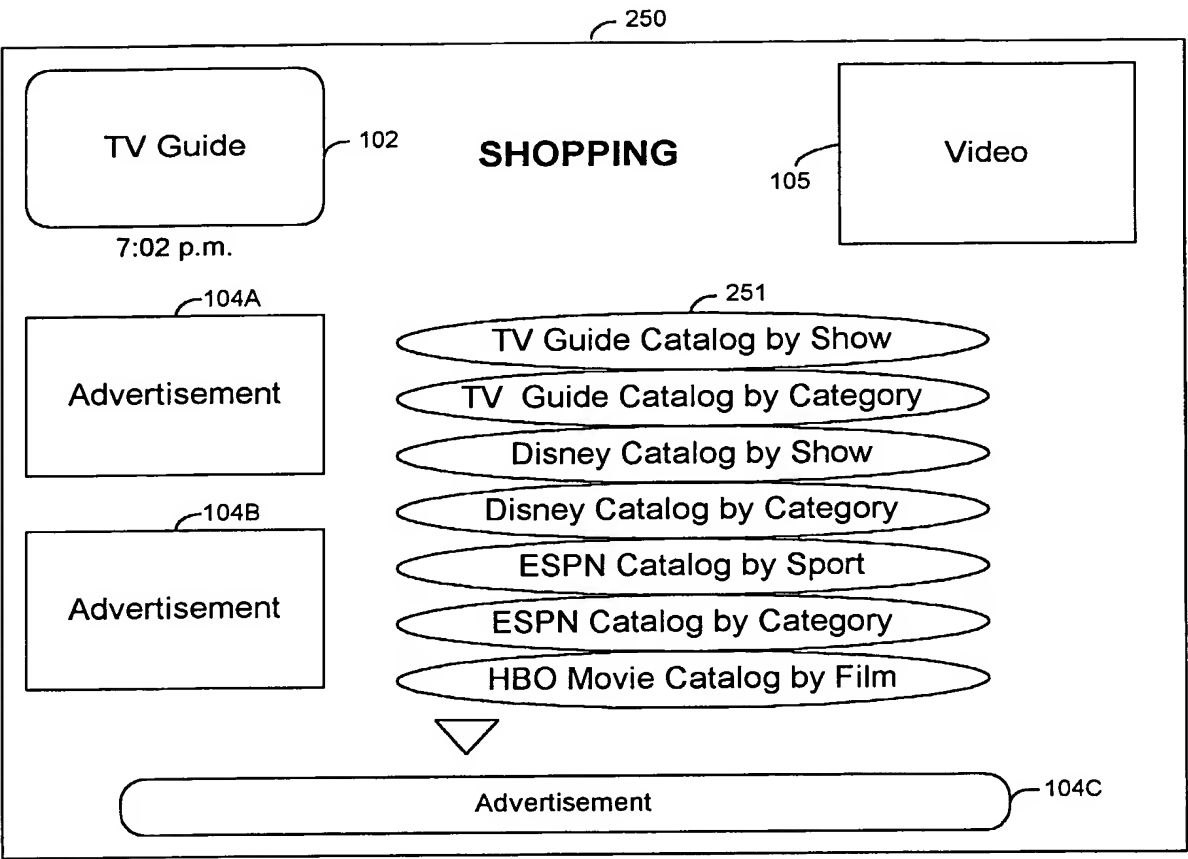 250
TV Guide
102
SHOPPING
105
Video
7:02 p.m.
104A
Advertisement
251
TV Guide Catalog by Show
TV Guide Catalog by Category
Disney Catalog by Show
Disney Catalog by Category
ESPN Catalog by Sport
ESPN Catalog by Category
HBO Movie Catalog by Film
104B
Advertisement
Advertisement
104C